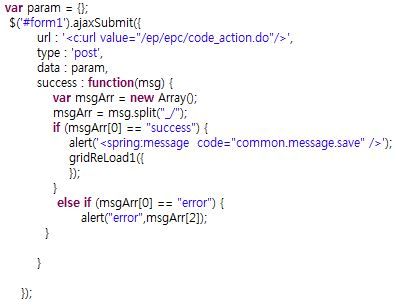 var param = {};
$('#form1').ajaxSubmit({
url : '<c:url value="/ep/epc/code_action.do"/>',
type : 'post',
data : param,
success : function(msg) {
var msgArr = new Array();
msgArr = msg.split("_/");
if (msgArr[0] == "success") {
alert('<spring:message  code="common.message.save" />');
gridReLoad1({
});
}
else if (msgArr[0] == "error") {
alert("error",msgArr[2]);
}
}
});